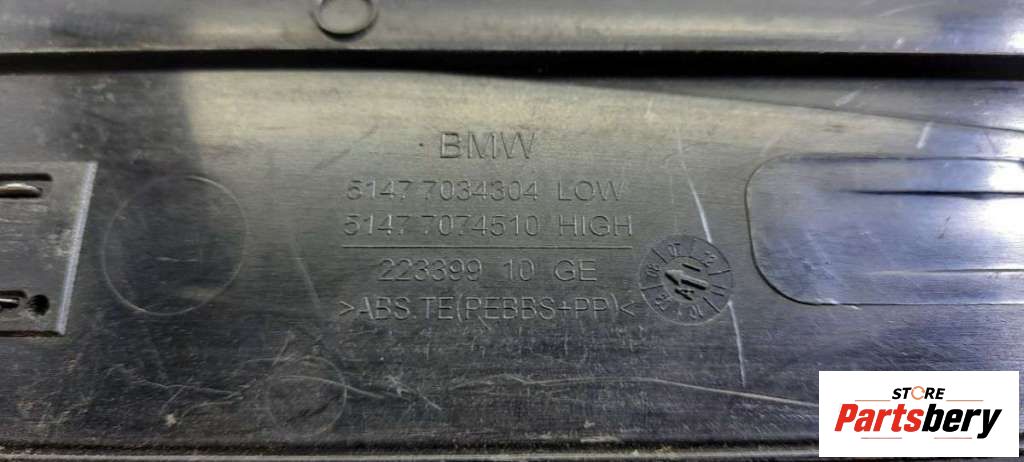 BMW
5147 7034304 LOW
5147 7074510 HIGH
223399 10 GE
>ABS.TE(PEBBS+PP)<
STORE
Partsbery